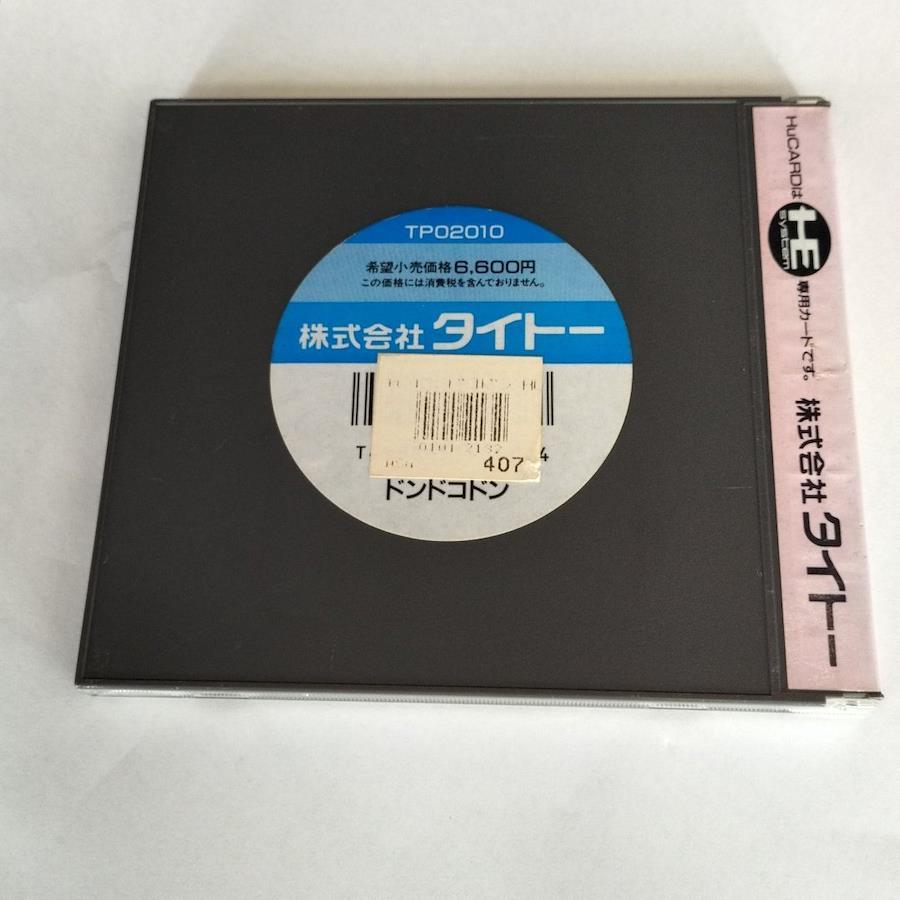 TP02010
希望小売価格6,600円
この価格には消費税を含んでおりません。
株式会社 タイトー
0101 2132
407
T
4
ドンドコドン
HuCARDは HE SYSTEM 専用カードです。 株式会社 タイトー